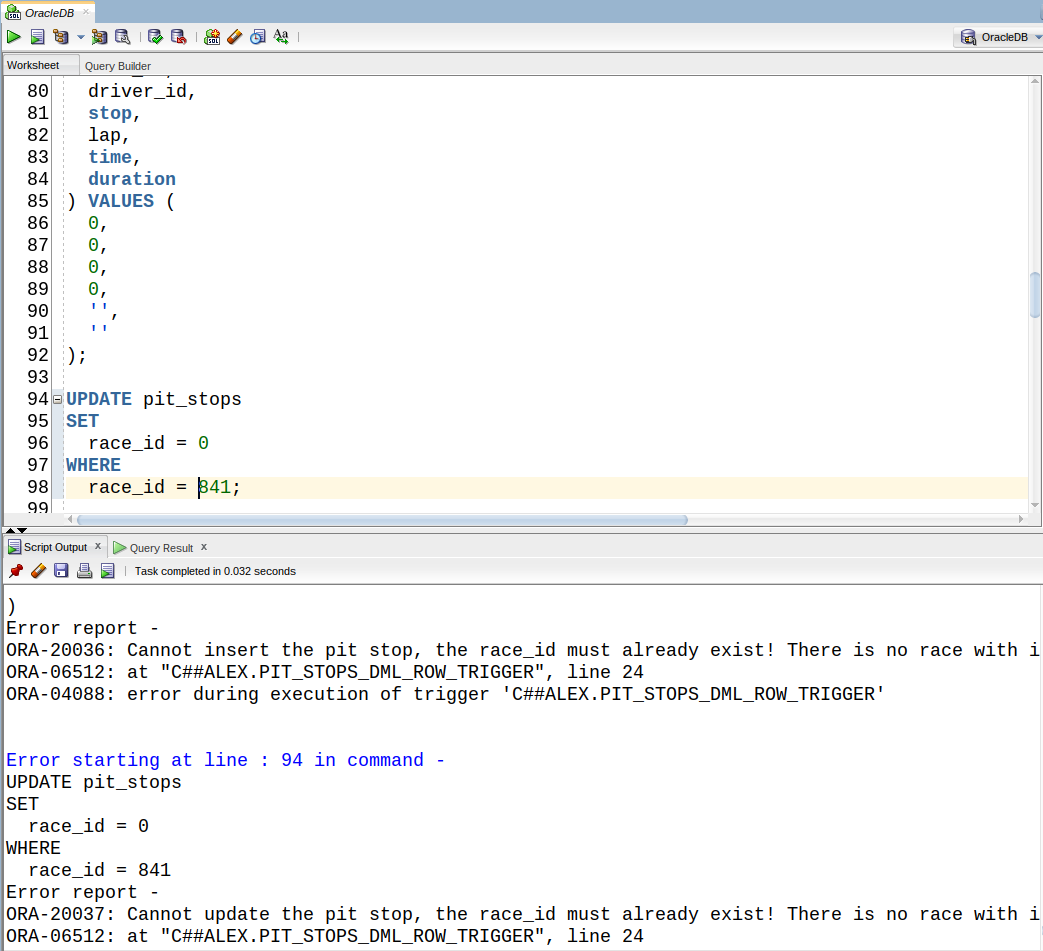 OracleDB
SQL
SQL
Aa
OracleDB
Worksheet
Query Builder
80 driver_id,
81 stop,
82 lap,
83 time,
84 duration
85 ) VALUES (
86 0,
87 0,
88 0,
89 0,
90 '',
91 ''
92 );
93
94 UPDATE pit_stops
95 SET
96 race_id = 0
97 WHERE
98 race_id = 841;
99
Script Output x
Query Result x
Task completed in 0.032 seconds
)
Error report -
ORA-20036: Cannot insert the pit stop, the race_id must already exist! There is no race with i
ORA-06512: at "C##ALEX.PIT_STOPS_DML_ROW_TRIGGER", line 24
ORA-04088: error during execution of trigger 'C##ALEX.PIT_STOPS_DML_ROW_TRIGGER'
Error starting at line : 94 in command -
UPDATE pit_stops
SET
race_id = 0
WHERE
race_id = 841
Error report -
ORA-20037: Cannot update the pit stop, the race_id must already exist! There is no race with i
ORA-06512: at "C##ALEX.PIT_STOPS_DML_ROW_TRIGGER", line 24